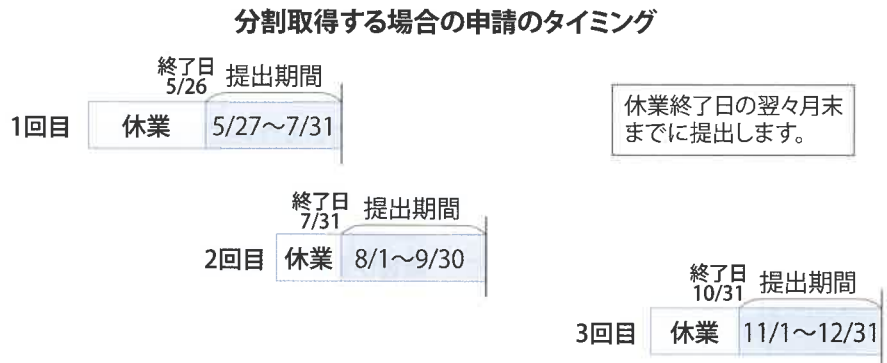 分割取得する場合の申請のタイミング
終了日
5/26
提出期間
1回目
休業
5/27～7/31
休業終了日の翌々月末
までに提出します。
終了日
7/31
提出期間
2回目
休業
8/1～9/30
終了日
10/31
提出期間
3回目
休業
11/1～12/31